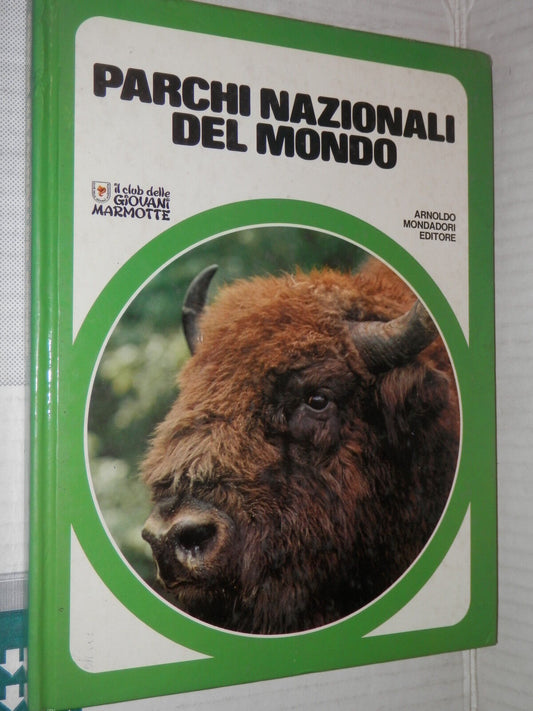 PARCHI NAZIONALI
DEL MONDO
il club delle
GIOVANI
MARMOTTE
ARNOLDO
MONDADORI
EDITORE